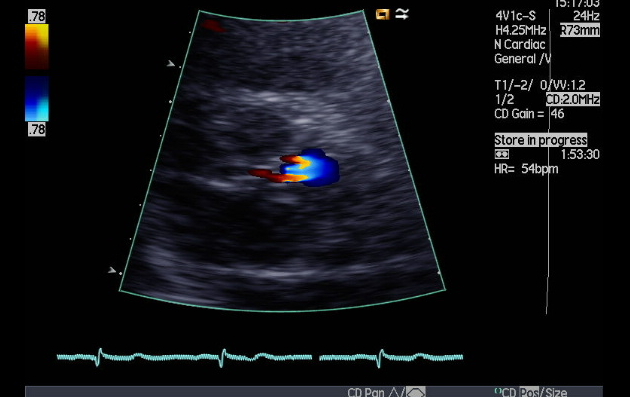 .78
.78
15:17:03
4V1c-S 24Hz
H4.25MHz R73mm
N Cardiac
General /V
T1/-2/ 0/VV:1.2
1/2 CD:2.0MHz
CD Gain = 46
Store in progress
1:53:30
HR= 54bpm
CD Pan
CD Pos/Size